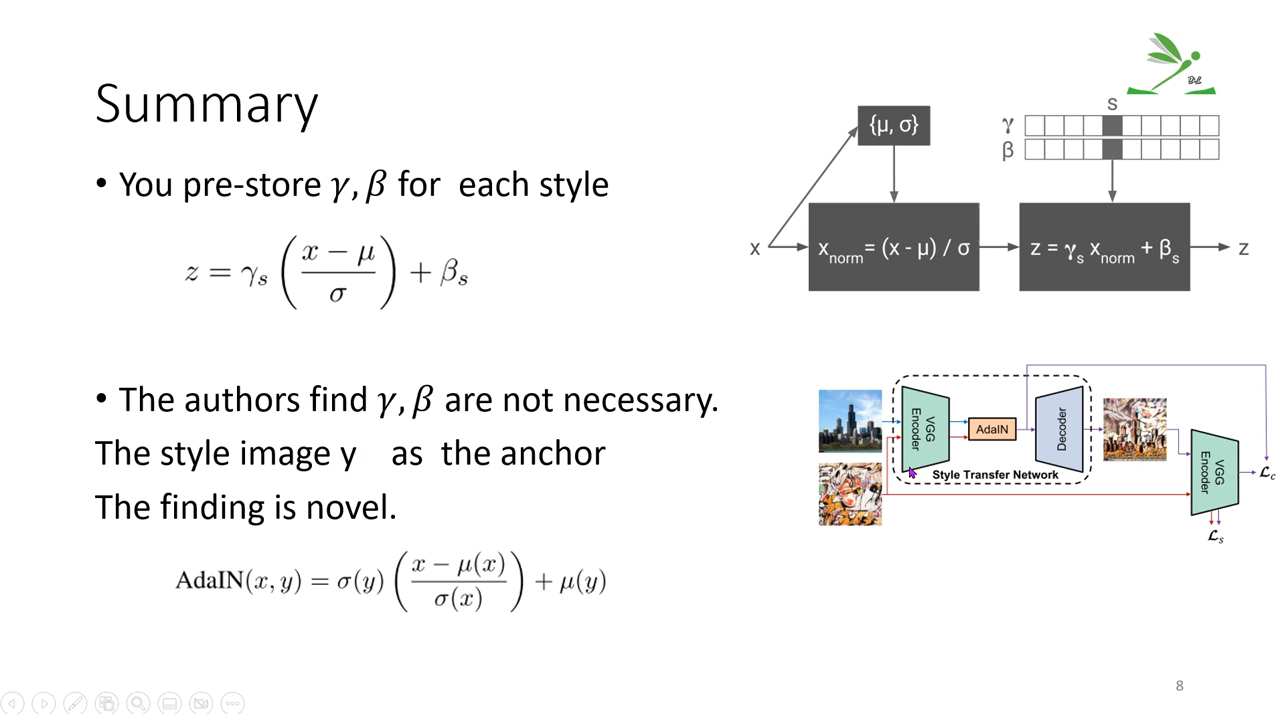 Summary
• You pre-store 𝛾, 𝛽 for each style
z = γ_s ( (x − μ) / σ ) + β_s
• The authors find 𝛾, 𝛽 are not necessary.
The style image y as the anchor
The finding is novel.
AdaIN(x, y) = σ(y) ( (x − μ(x)) / σ(x) ) + μ(y)
B-L
s
γ
β
{μ, σ}
x
x_norm = (x - μ) / σ
z = γ_s x_norm + β_s
z
VGG Encoder
AdaIN
Decoder
Style Transfer Network
VGG Encoder
ℒ_c
ℒ_s
8